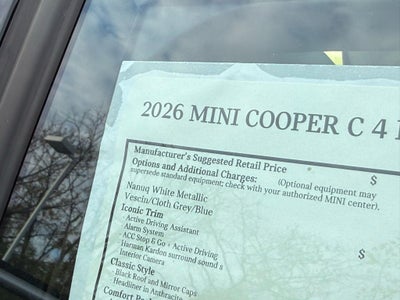 2026 MINI COOPER C 4
Manufacturer's Suggested Retail Price $
Options and Additional Charges: (Optional equipment may
supersede standard equipment; check with your authorized MINI center).
Nanuq White Metallic $
Vescin/Cloth Grey/Blue
Iconic Trim
- Active Driving Assistant
- Alarm System
- ACC Stop & Go + Active Driving
- Harman Kardon surround sound s
- Interior Camera
Classic Style
- Black Roof and Mirror Caps
- Headliner in Anthracite
Comfort